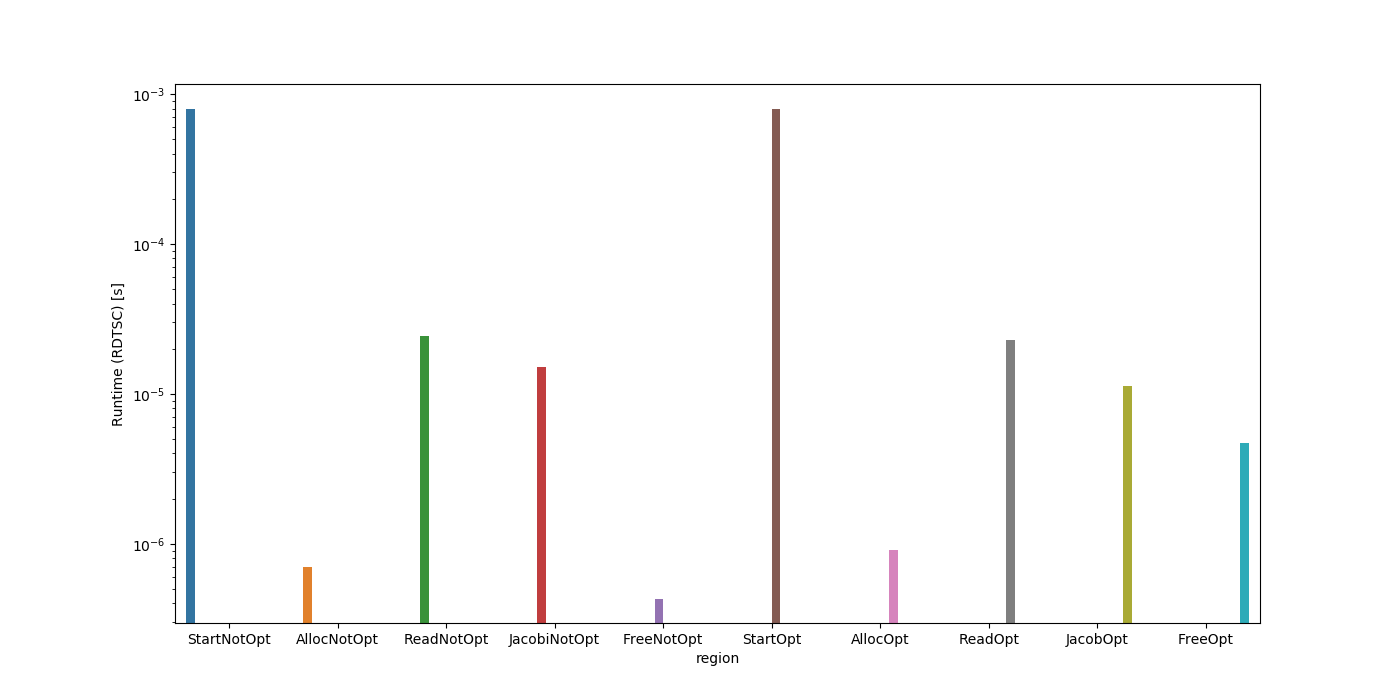 Runtime (RDTSC) [s]
10⁻³
10⁻⁴
10⁻⁵
10⁻⁶
StartNotOpt AllocNotOpt ReadNotOpt JacobiNotOpt FreeNotOpt StartOpt AllocOpt ReadOpt JacobOpt FreeOpt
region